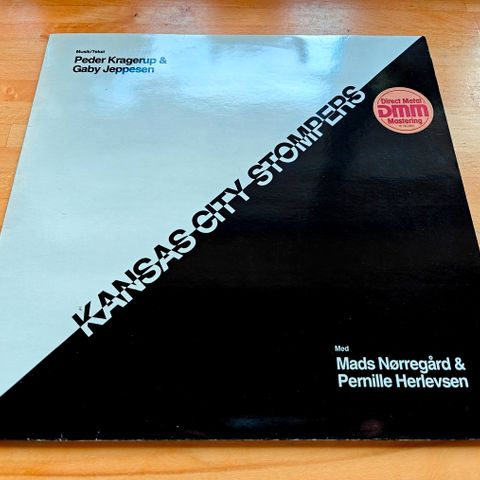 Musik/Tekst
Peder Kragerup &
Gaby Jeppesen
Direct Metal
DMM
Mastering
KANSAS CITY STOMPERS
Med
Mads Nørregård &
Pernille Herlevsen